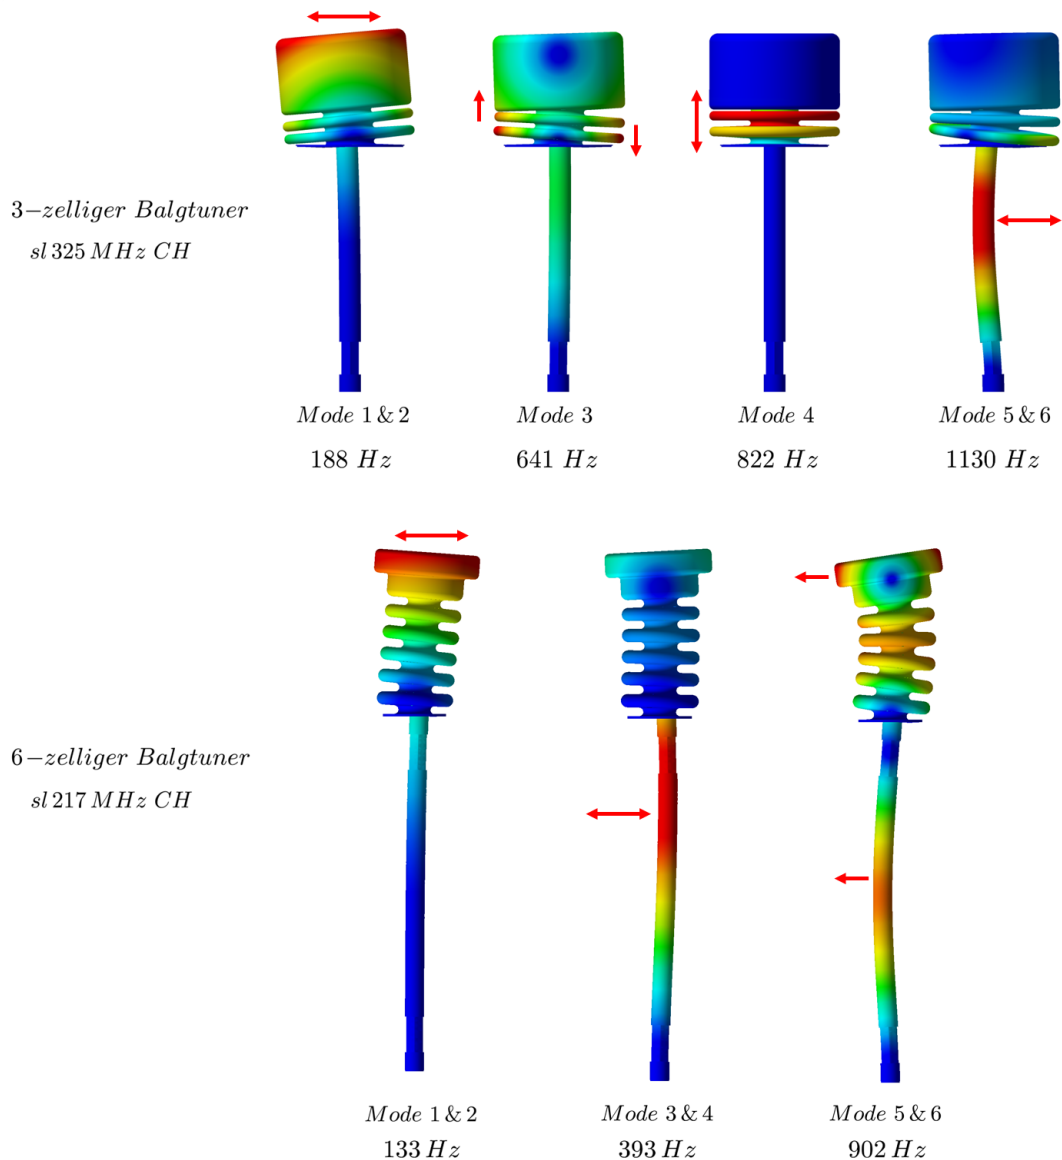 3–zelliger Balgtuner
sl 325 MHz CH
Mode 1 & 2
Mode 3
Mode 4
Mode 5 & 6
188 Hz
641 Hz
822 Hz
1130 Hz
6–zelliger Balgtuner
sl 217 MHz CH
Mode 1 & 2
Mode 3 & 4
Mode 5 & 6
133 Hz
393 Hz
902 Hz